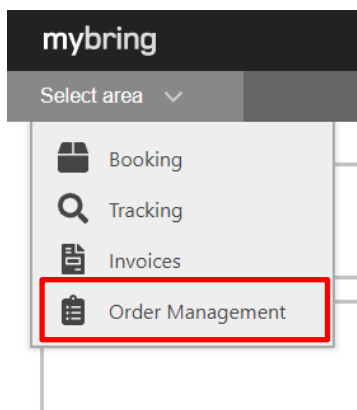 mybring
Select area
Booking
Tracking
Invoices
Order Management